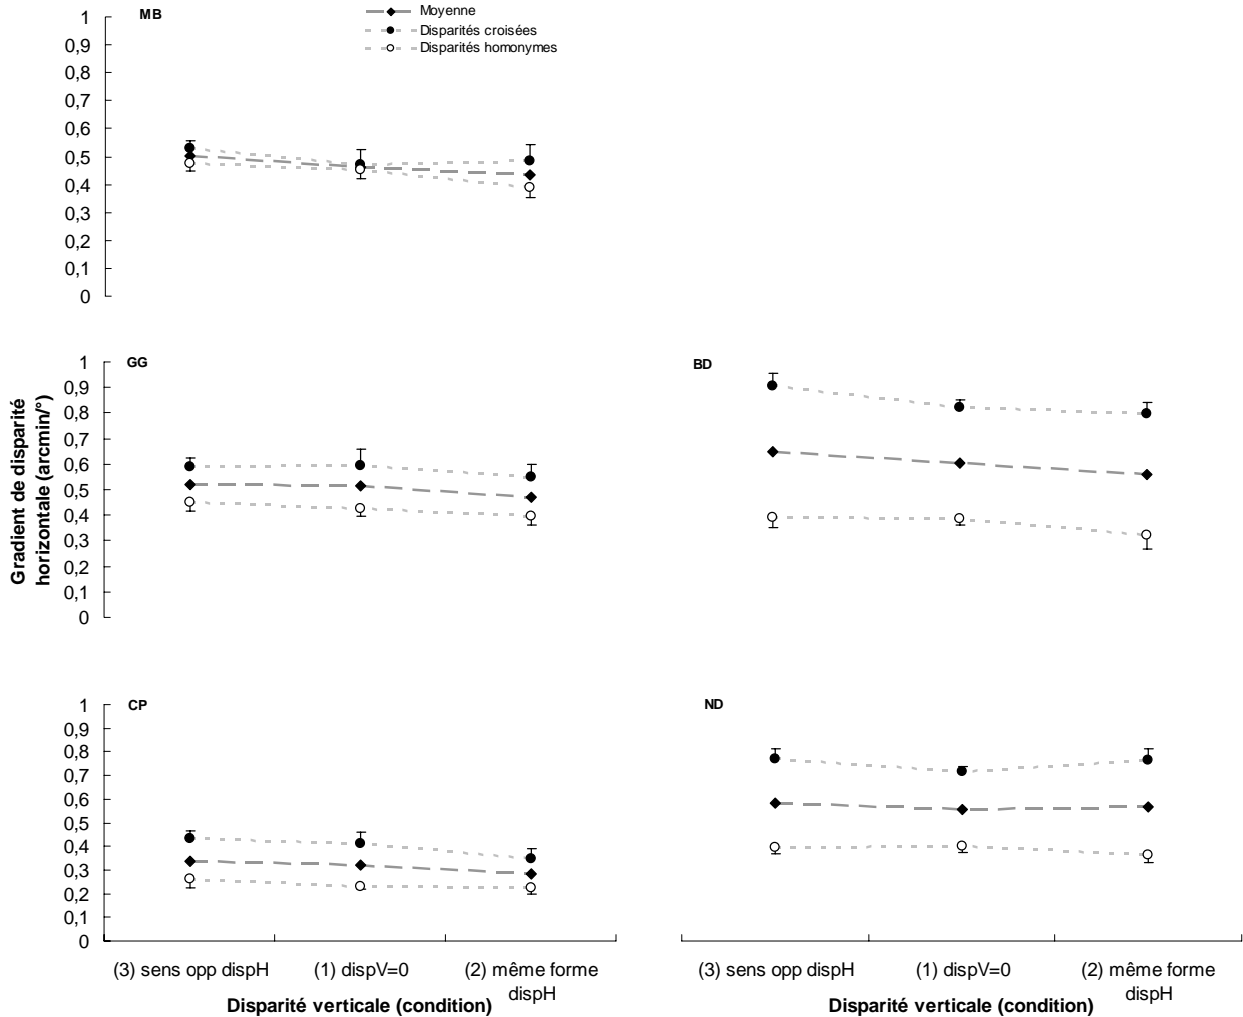 MB
Moyenne
Disparités croisées
Disparités homonymes
1
0,9
0,8
0,7
0,6
0,5
0,4
0,3
0,2
0,1
0
Gradient de disparité
horizontale (arcmin/°)
GG
1
0,9
0,8
0,7
0,6
0,5
0,4
0,3
0,2
0,1
0
BD
CP
1
0,9
0,8
0,7
0,6
0,5
0,4
0,3
0,2
0,1
0
(3) sens opp dispH
(1) dispV=0
(2) même forme
dispH
Disparité verticale (condition)
ND
(3) sens opp dispH
(1) dispV=0
(2) même forme
dispH
Disparité verticale (condition)